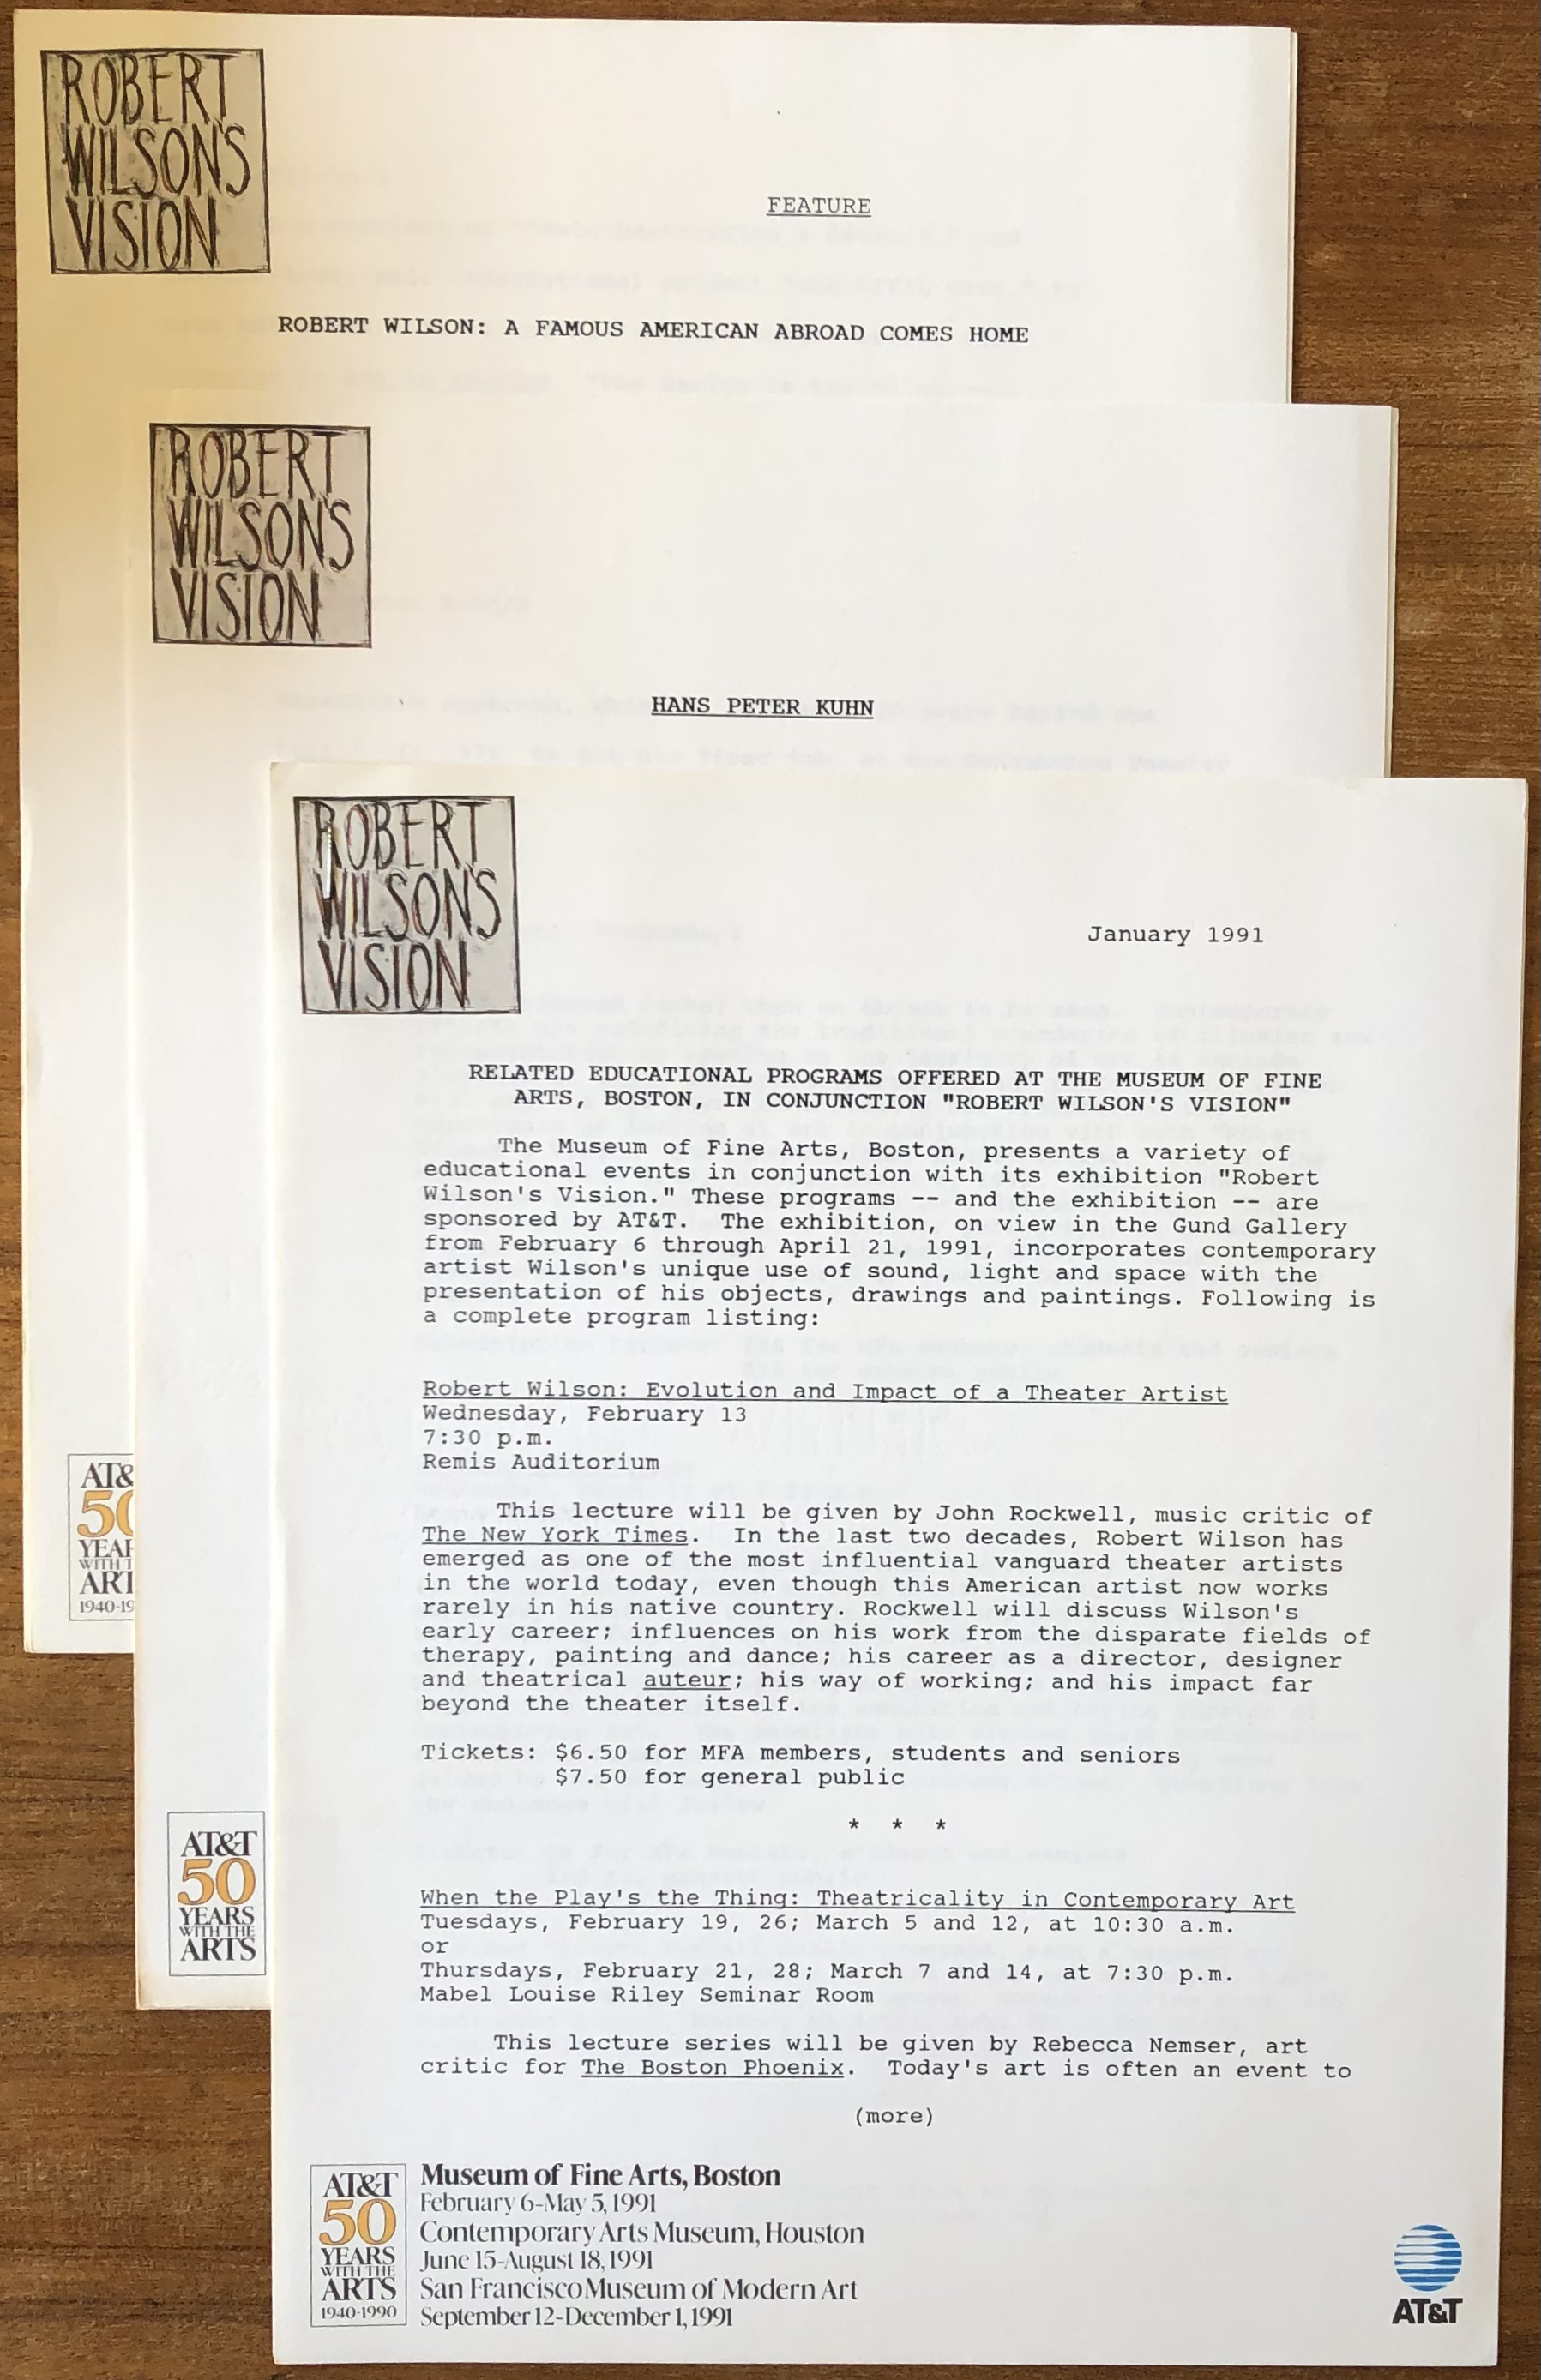 ROBERT
WILSON'S
VISION
FEATURE
ROBERT WILSON: A FAMOUS AMERICAN ABROAD COMES HOME
ROBERT
WILSON'S
VISION
HANS PETER KUHN
ROBERT
WILSON'S
VISION
January 1991
RELATED EDUCATIONAL PROGRAMS OFFERED AT THE MUSEUM OF FINE
ARTS, BOSTON, IN CONJUNCTION "ROBERT WILSON'S VISION"
The Museum of Fine Arts, Boston, presents a variety of
educational events in conjunction with its exhibition "Robert
Wilson's Vision." These programs -- and the exhibition -- are
sponsored by AT&T. The exhibition, on view in the Gund Gallery
from February 6 through April 21, 1991, incorporates contemporary
artist Wilson's unique use of sound, light and space with the
presentation of his objects, drawings and paintings. Following is
a complete program listing:
Robert Wilson: Evolution and Impact of a Theater Artist
Wednesday, February 13
7:30 p.m.
Remis Auditorium
This lecture will be given by John Rockwell, music critic of
The New York Times. In the last two decades, Robert Wilson has
emerged as one of the most influential vanguard theater artists
in the world today, even though this American artist now works
rarely in his native country. Rockwell will discuss Wilson's
early career; influences on his work from the disparate fields of
therapy, painting and dance; his career as a director, designer
and theatrical auteur; his way of working; and his impact far
beyond the theater itself.
Tickets: $6.50 for MFA members, students and seniors
$7.50 for general public
* * *
When the Play's the Thing: Theatricality in Contemporary Art
Tuesdays, February 19, 26; March 5 and 12, at 10:30 a.m.
or
Thursdays, February 21, 28; March 7 and 14, at 7:30 p.m.
Mabel Louise Riley Seminar Room
This lecture series will be given by Rebecca Nemser, art
critic for The Boston Phoenix. Today's art is often an event to
(more)
AT&
50
YEAR
WITH T
ART
1940-19
AT&T
50
YEARS
WITH THE
ARTS
AT&T
50
YEARS
WITH THE
ARTS
1940-1990
Museum of Fine Arts, Boston
February 6-May 5, 1991
Contemporary Arts Museum, Houston
June 15-August 18, 1991
San Francisco Museum of Modern Art
September 12-December 1, 1991
AT&T